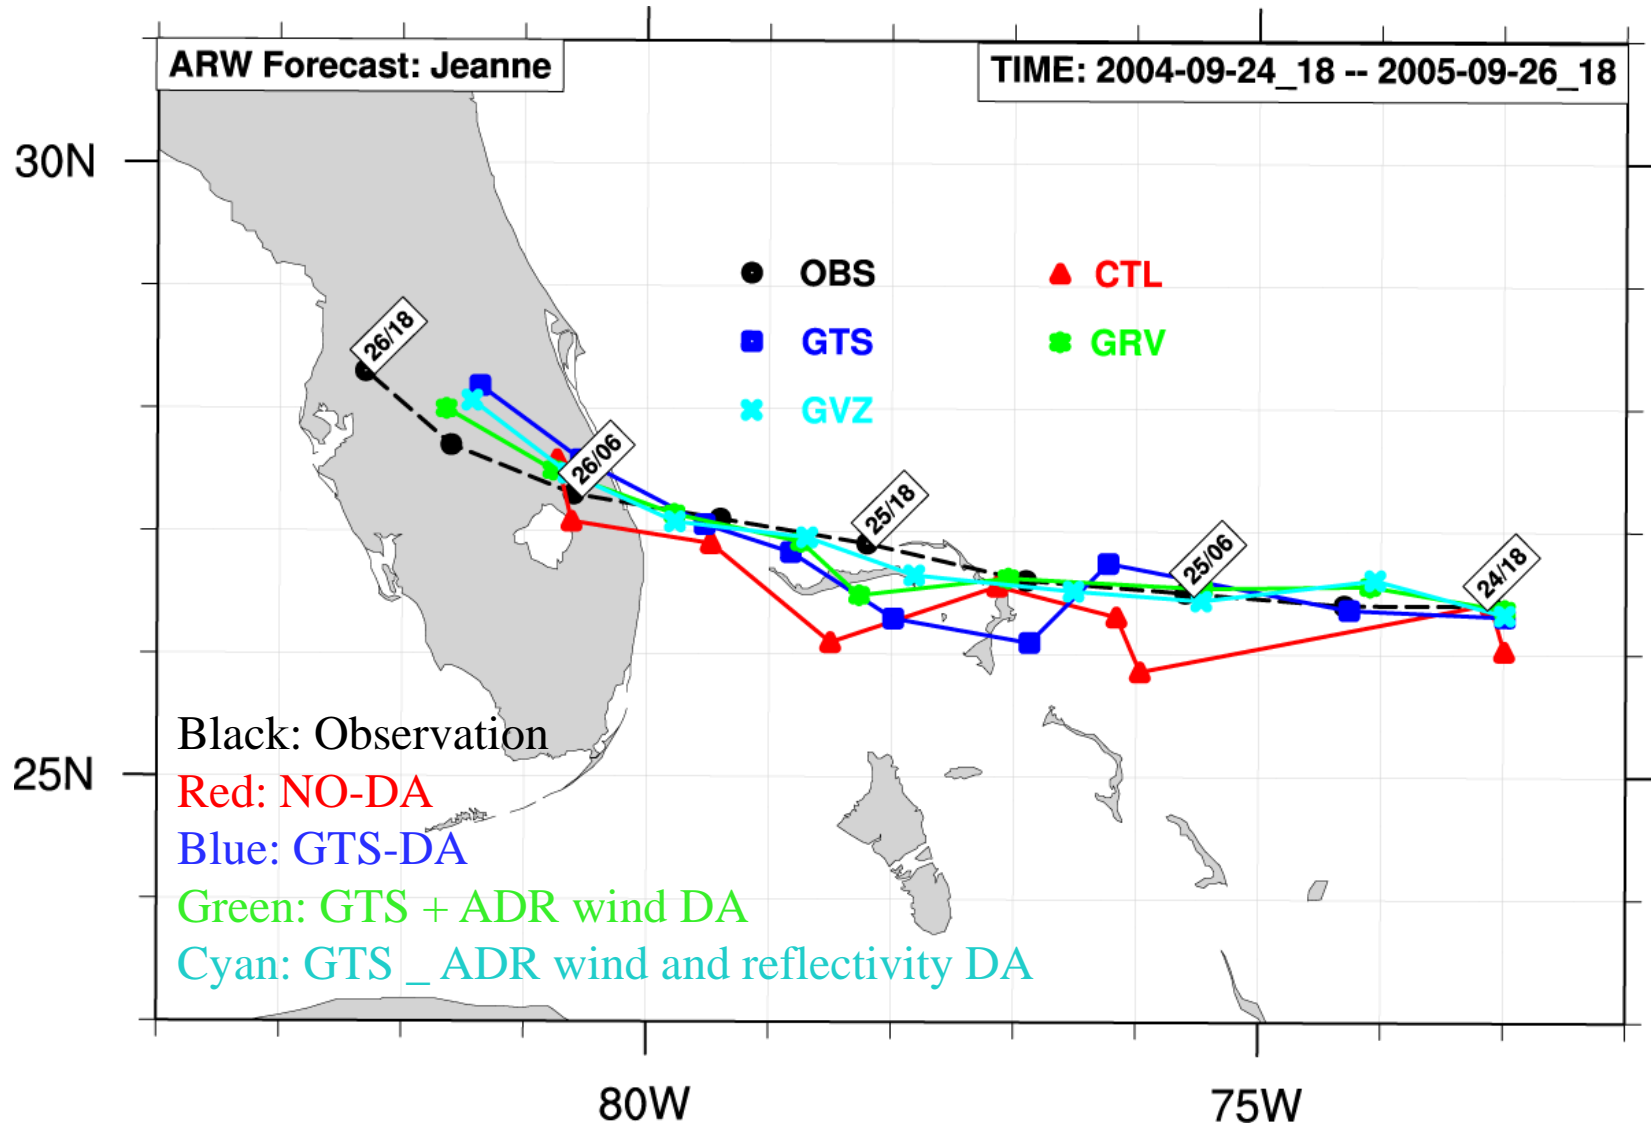 ARW Forecast: Jeanne
TIME: 2004-09-24_18 -- 2005-09-26_18
30N
OBS
CTL
26/18
GTS
GRV
GVZ
26/06
25/18
25/06
24/18
Black: Observation
25N
Red: NO-DA
Blue: GTS-DA
Green: GTS + ADR wind DA
Cyan: GTS _ ADR wind and reflectivity DA
80W
75W